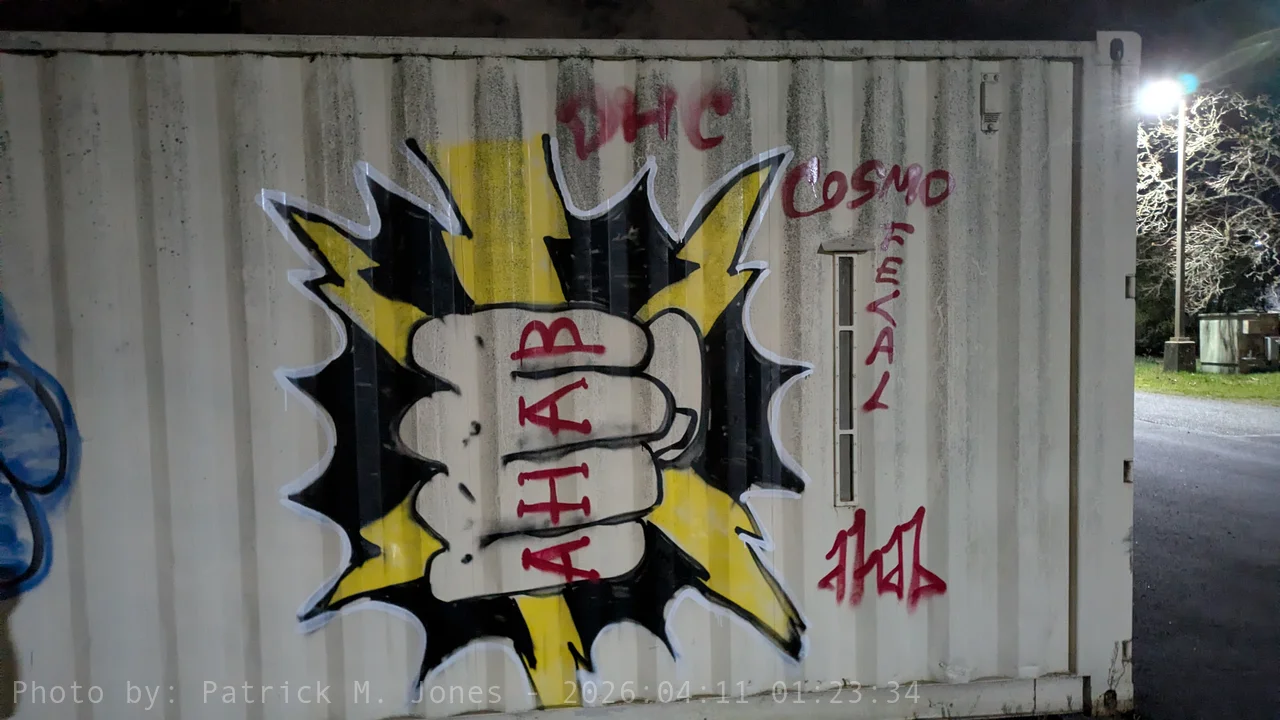 DHC
COSMO
FECAL
AHAB
Photo by: Patrick M. Jones - 2026:04:11 01:23:34